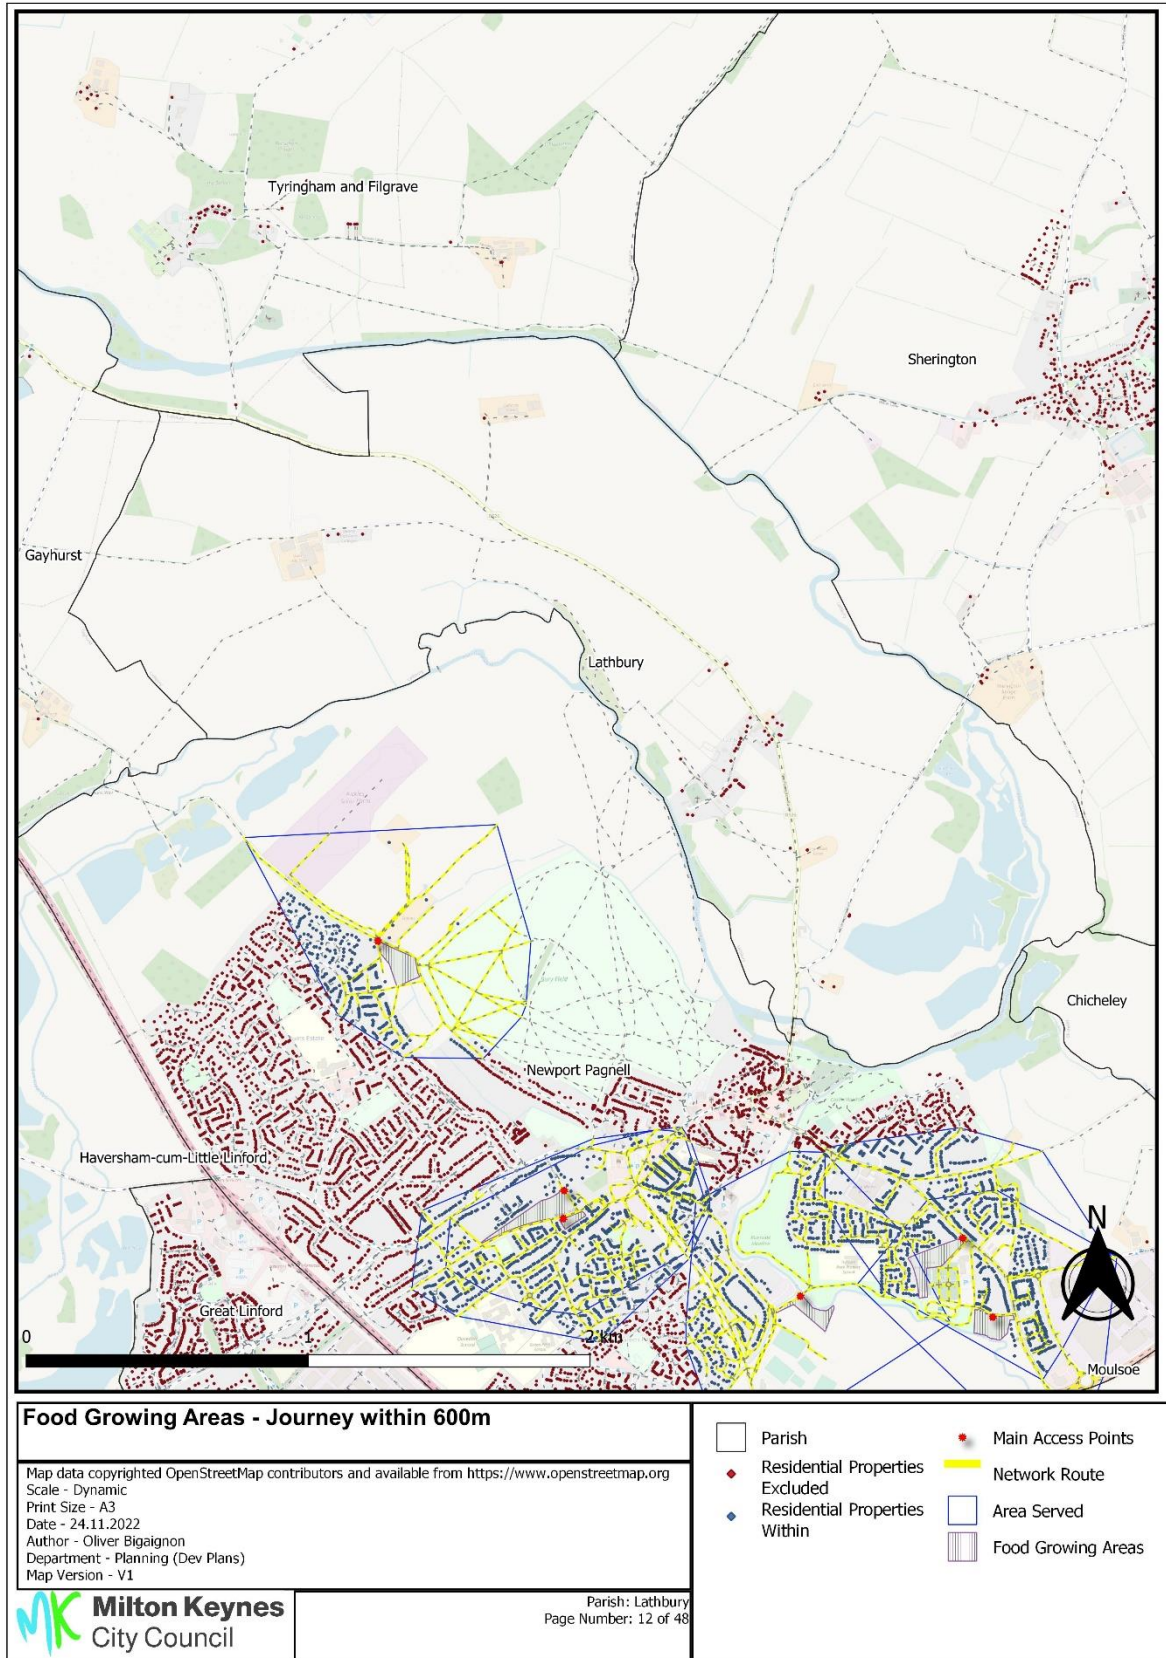 Tyringham and Filgrave
Sherington
Gayhurst
Lathbury
Chicheley
Newport Pagnell
Haversham-cum-Little Linford
Great Linford
Moulsoe
N
0
1
2 km
Food Growing Areas - Journey within 600m
Map data copyrighted OpenStreetMap contributors and available from https://www.openstreetmap.org
Scale - Dynamic
Print Size - A3
Date - 24.11.2022
Author - Oliver Bigaignon
Department - Planning (Dev Plans)
Map Version - V1
MK Milton Keynes
City Council
Parish: Lathbury
Page Number: 12 of 48
Parish
Residential Properties
Excluded
Residential Properties
Within
Main Access Points
Network Route
Area Served
Food Growing Areas